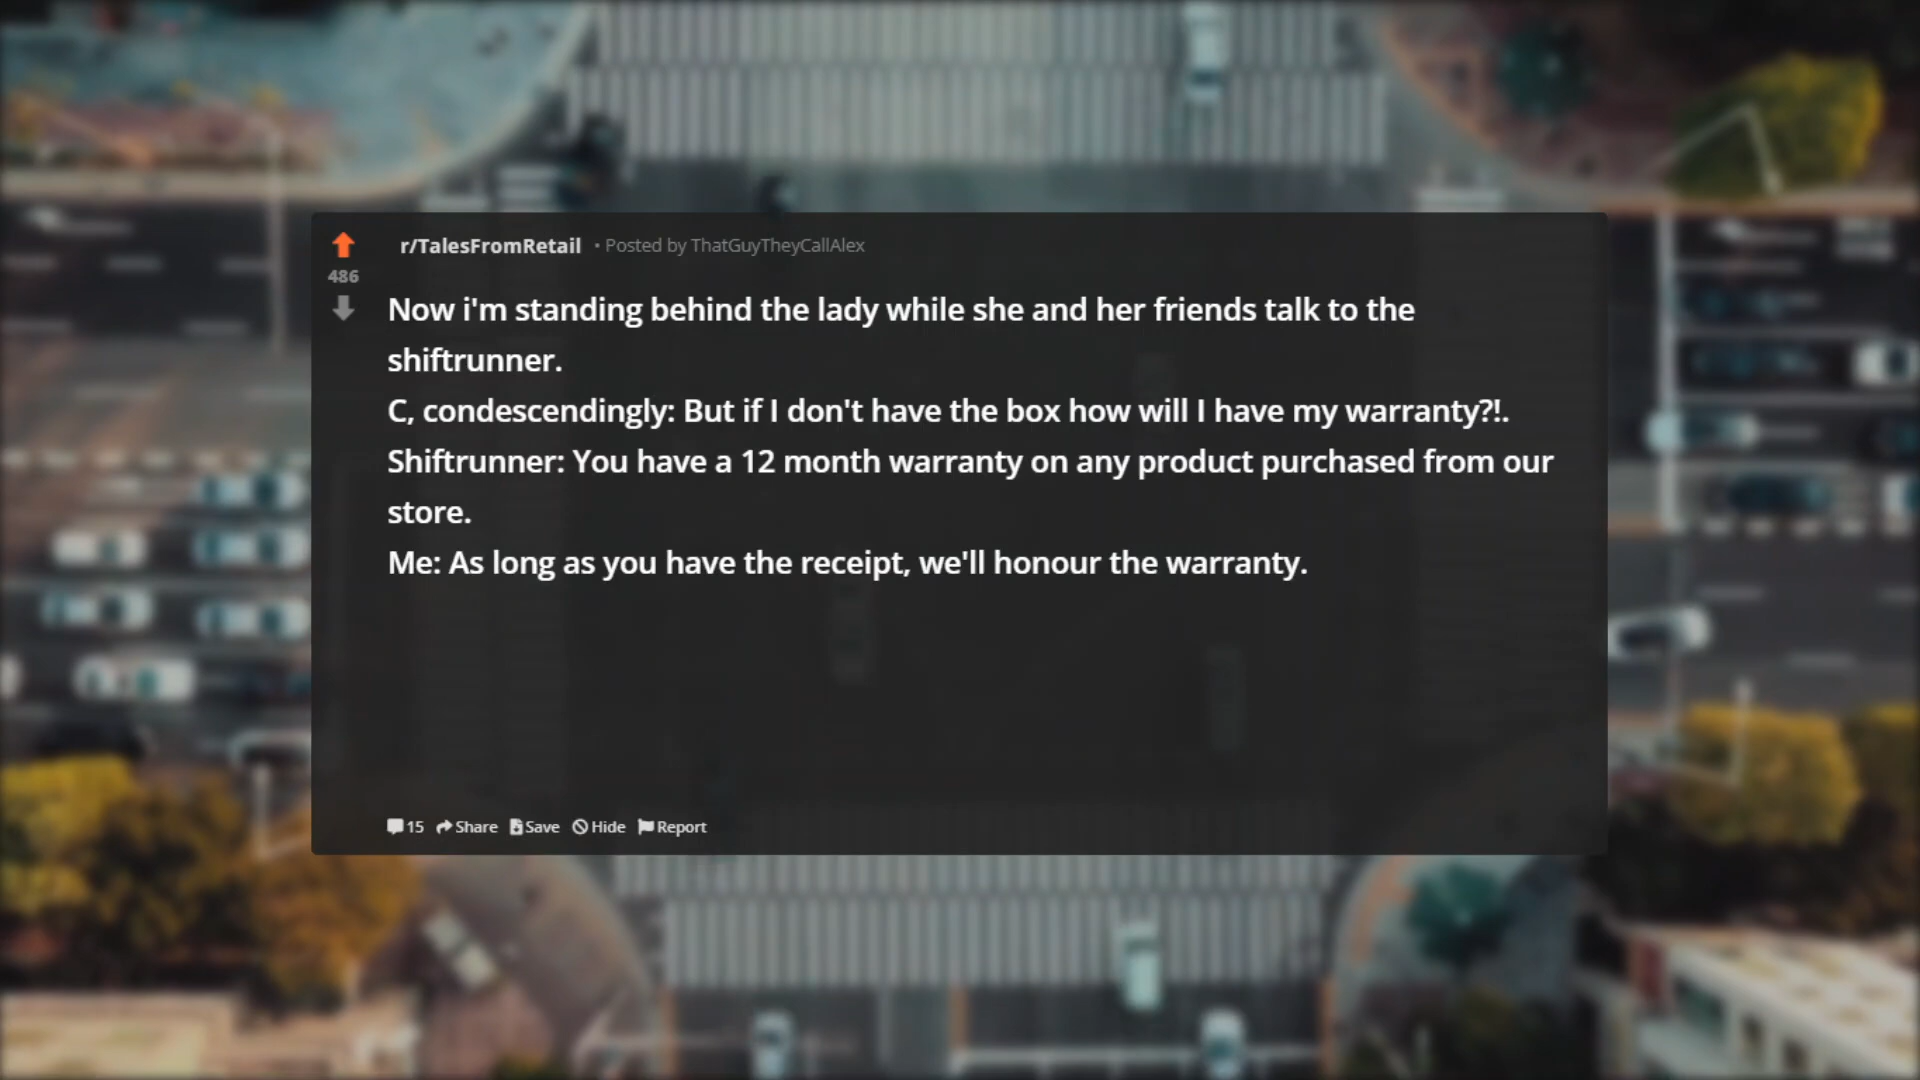 r/TalesFromRetail • Posted by ThatGuyTheyCallAlex
486
Now i'm standing behind the lady while she and her friends talk to the
shiftrunner.
C, condescendingly: But if I don't have the box how will I have my warranty?!.
Shiftrunner: You have a 12 month warranty on any product purchased from our
store.
Me: As long as you have the receipt, we'll honour the warranty.
15 Share Save Hide Report